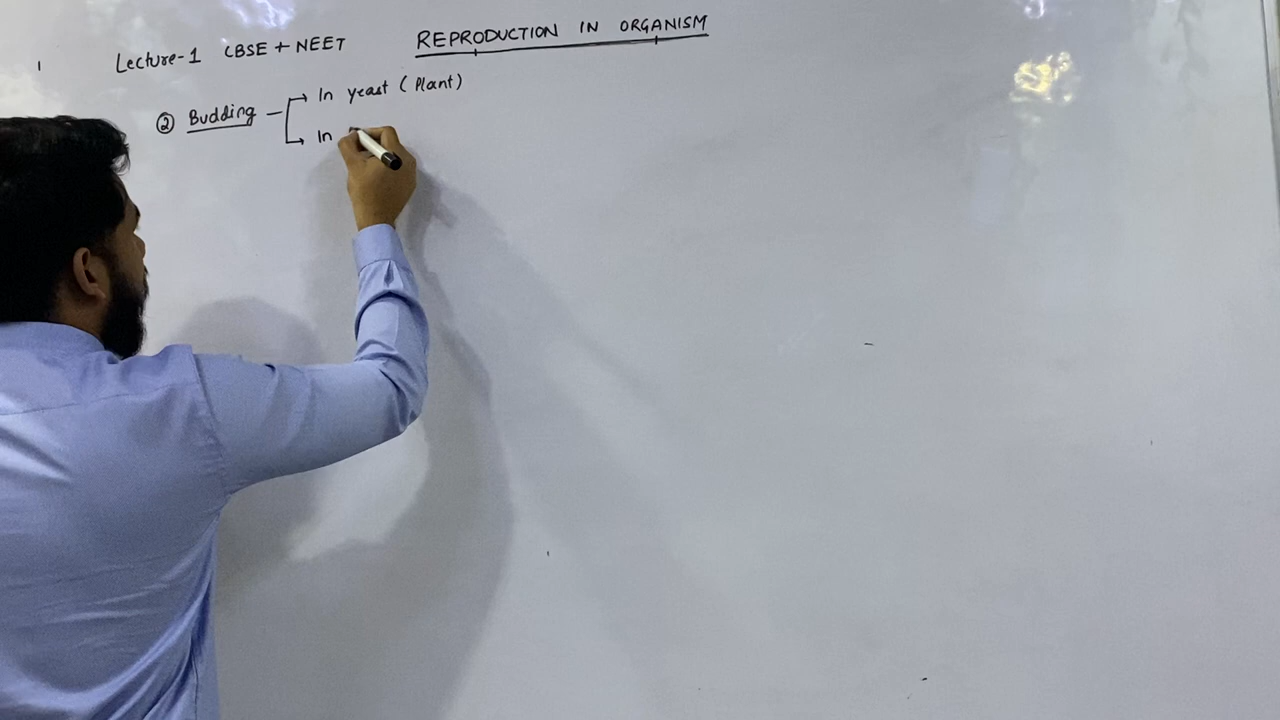 Lecture-1 CBSE + NEET REPRODUCTION IN ORGANISM
② Budding — In yeast (Plant)
In